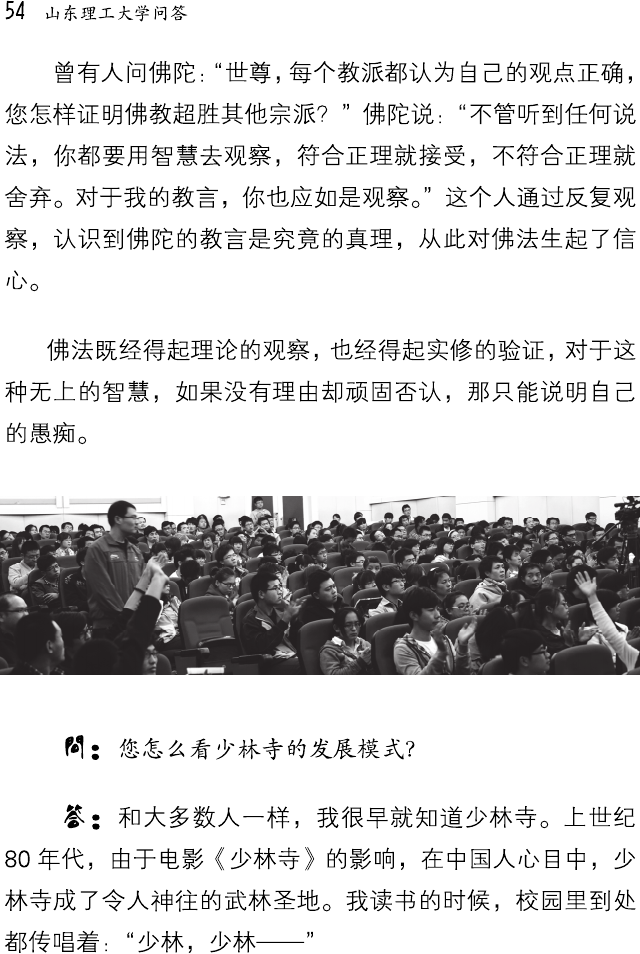 54 山东理工大学问答
曾有人问佛陀：“世尊，每个教派都认为自己的观点正确，
您怎样证明佛教超胜其他宗派？”佛陀说：“不管听到任何说
法，你都要用智慧去观察，符合正理就接受，不符合正理就
舍弃。对于我的教言，你也应如是观察。”这个人通过反复观
察，认识到佛陀的教言是究竟的真理，从此对佛法生起了信
心。
佛法既经得起理论的观察，也经得起实修的验证，对于这
种无上的智慧，如果没有理由却顽固否认，那只能说明自己
的愚痴。
問：您怎么看少林寺的发展模式？
答：和大多数人一样，我很早就知道少林寺。上世纪
80 年代，由于电影《少林寺》的影响，在中国人心目中，少
林寺成了令人神往的武林圣地。我读书的时候，校园里到处
都传唱着：“少林，少林——”